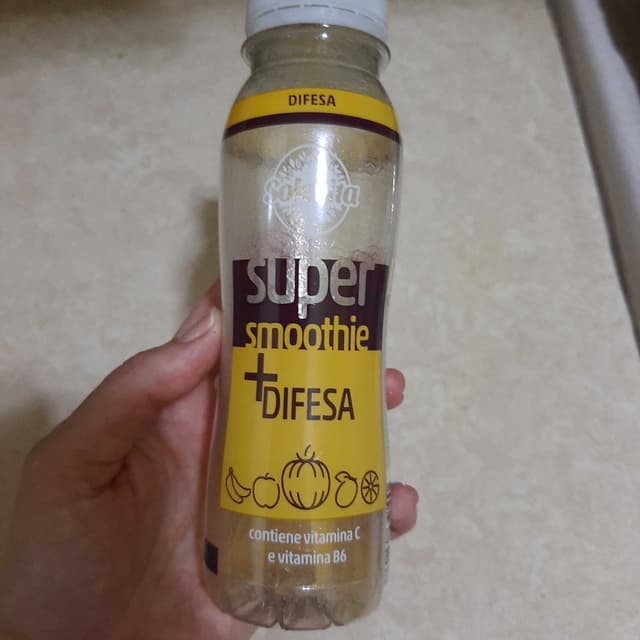 DIFESA
super
smoothie
+DIFESA
contiene vitamina C
e vitamina B6